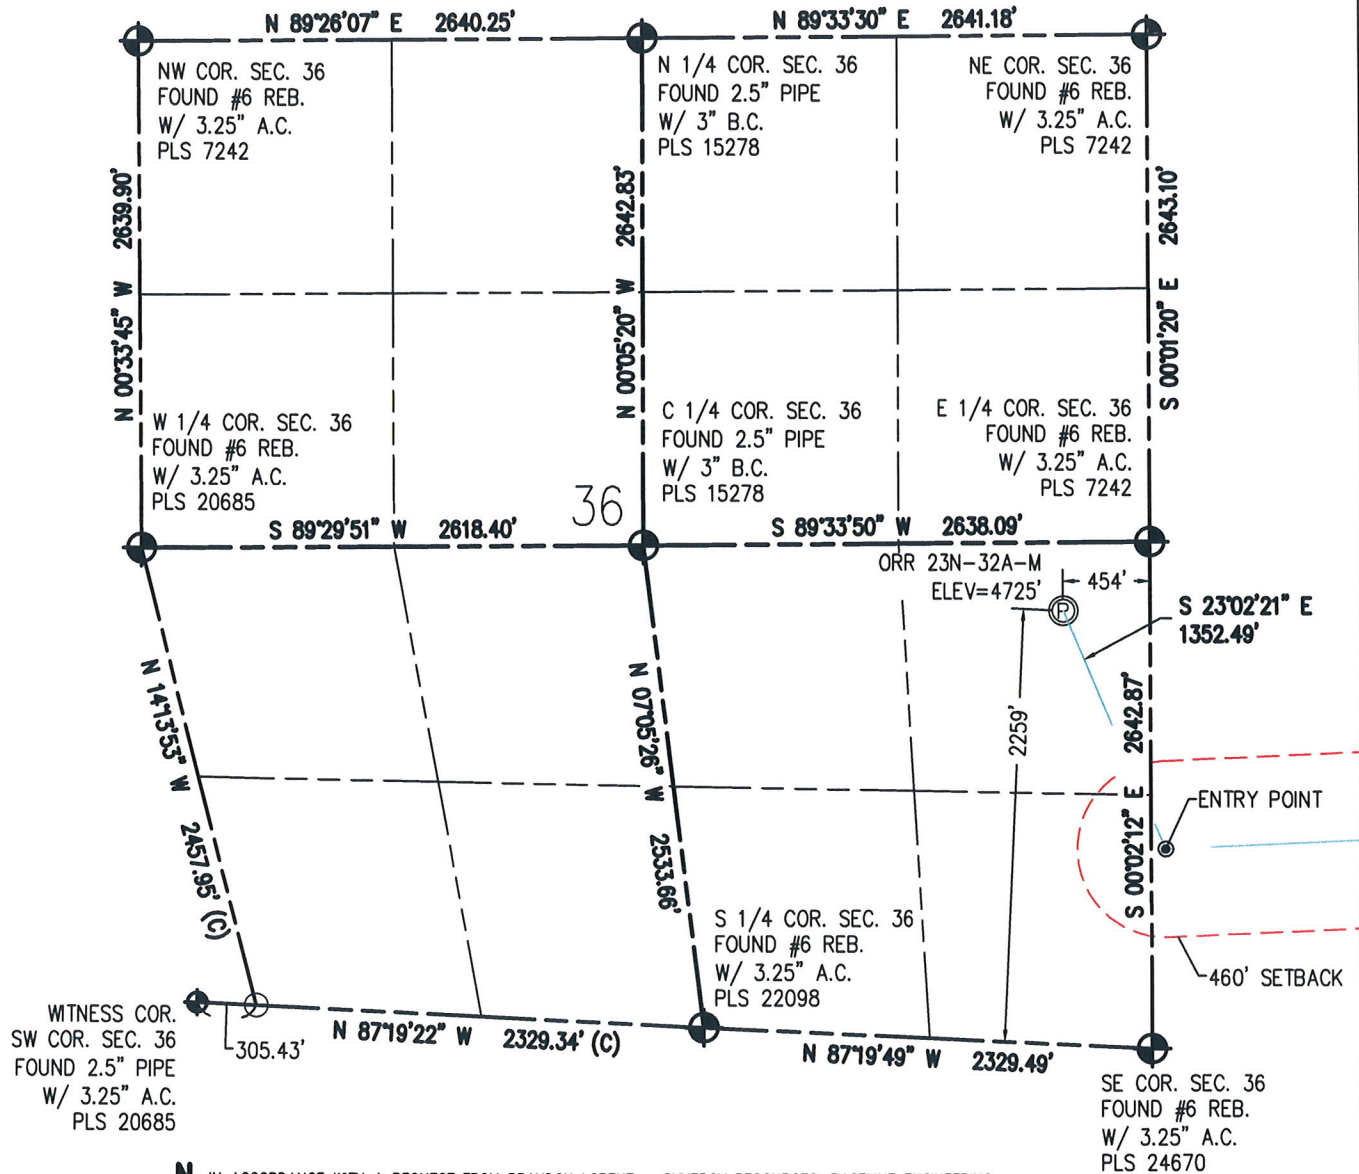 N 89°26'07" E 2640.25'
N 89°33'30" E 2641.18'
NW COR. SEC. 36
FOUND #6 REB.
W/ 3.25" A.C.
PLS 7242
N 1/4 COR. SEC. 36
FOUND 2.5" PIPE
W/ 3" B.C.
PLS 15278
NE COR. SEC. 36
FOUND #6 REB.
W/ 3.25" A.C.
PLS 7242
N 00°33'45" W 2639.90'
N 00°05'20" W 2642.83'
S 00°01'20" E 2643.10'
W 1/4 COR. SEC. 36
FOUND #6 REB.
W/ 3.25" A.C.
PLS 20685
C 1/4 COR. SEC. 36
FOUND 2.5" PIPE
W/ 3" B.C.
PLS 15278
E 1/4 COR. SEC. 36
FOUND #6 REB.
W/ 3.25" A.C.
PLS 7242
36
S 89°29'51" W 2618.40'
S 89°33'50" W 2638.09'
ORR 23N-32A-M
ELEV=4725'
454'
P
S 23°02'21" E
1352.49'
N 14°13'53" W 2457.95' (C)
N 07°05'26" W 2533.66'
2259'
S 00°02'12" E 2642.87'
ENTRY POINT
S 1/4 COR. SEC. 36
FOUND #6 REB.
W/ 3.25" A.C.
PLS 22098
460' SETBACK
WITNESS COR.
SW COR. SEC. 36
FOUND 2.5" PIPE
W/ 3.25" A.C.
PLS 20685
305.43'
N 87°19'22" W 2329.34' (C)
N 87°19'49" W 2329.49'
SE COR. SEC. 36
FOUND #6 REB.
W/ 3.25" A.C.
PLS 24670
N
IN ACCORDANCE WITH A REQUEST FROM